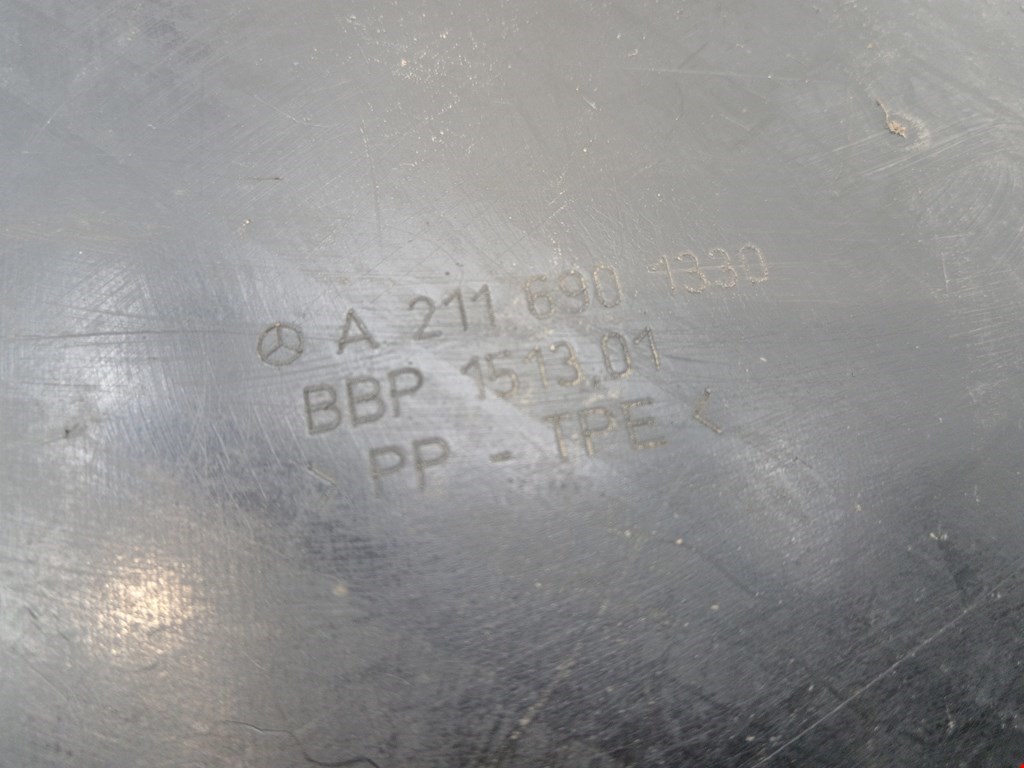 A 211 690 1330
BBP 1513.01
> PP - TPE <